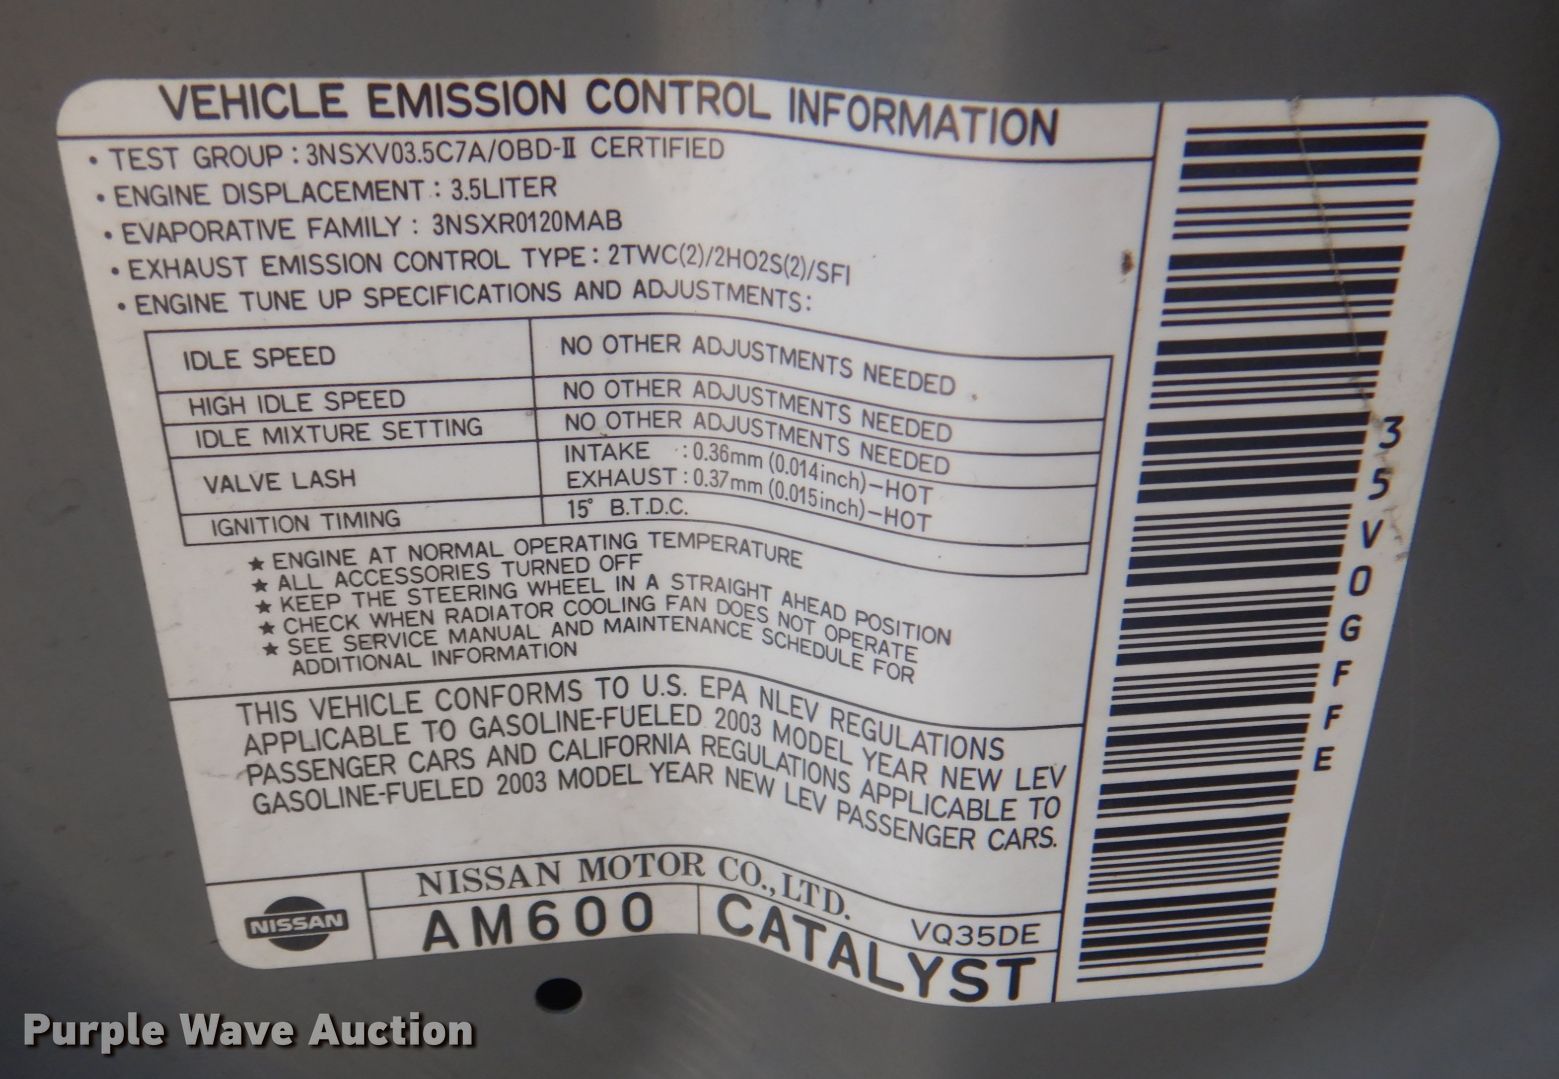 VEHICLE EMISSION CONTROL INFORMATION
• TEST GROUP : 3NSXV03.5C7A/OBD-II CERTIFIED
• ENGINE DISPLACEMENT : 3.5LITER
• EVAPORATIVE FAMILY : 3NSXR0120MAB
• EXHAUST EMISSION CONTROL TYPE : 2TWC(2)/2HO2S(2)/SFI
• ENGINE TUNE UP SPECIFICATIONS AND ADJUSTMENTS:
IDLE SPEED NO OTHER ADJUSTMENTS NEEDED
HIGH IDLE SPEED NO OTHER ADJUSTMENTS NEEDED
IDLE MIXTURE SETTING NO OTHER ADJUSTMENTS NEEDED
VALVE LASH INTAKE : 0.36mm (0.014inch)-HOT
EXHAUST : 0.37mm (0.015inch)-HOT
IGNITION TIMING 15° B.T.D.C.
★ ENGINE AT NORMAL OPERATING TEMPERATURE
★ ALL ACCESSORIES TURNED OFF
★ KEEP THE STEERING WHEEL IN A STRAIGHT AHEAD POSITION
★ CHECK WHEN RADIATOR COOLING FAN DOES NOT OPERATE
★ SEE SERVICE MANUAL AND MAINTENANCE SCHEDULE FOR
ADDITIONAL INFORMATION
THIS VEHICLE CONFORMS TO U.S. EPA NLEV REGULATIONS
APPLICABLE TO GASOLINE-FUELED 2003 MODEL YEAR NEW LEV
PASSENGER CARS AND CALIFORNIA REGULATIONS APPLICABLE TO
GASOLINE-FUELED 2003 MODEL YEAR NEW LEV PASSENGER CARS.
NISSAN
NISSAN MOTOR CO., LTD. VQ35DE
AM600 CATALYST
35V0GFFE
Purple Wave Auction